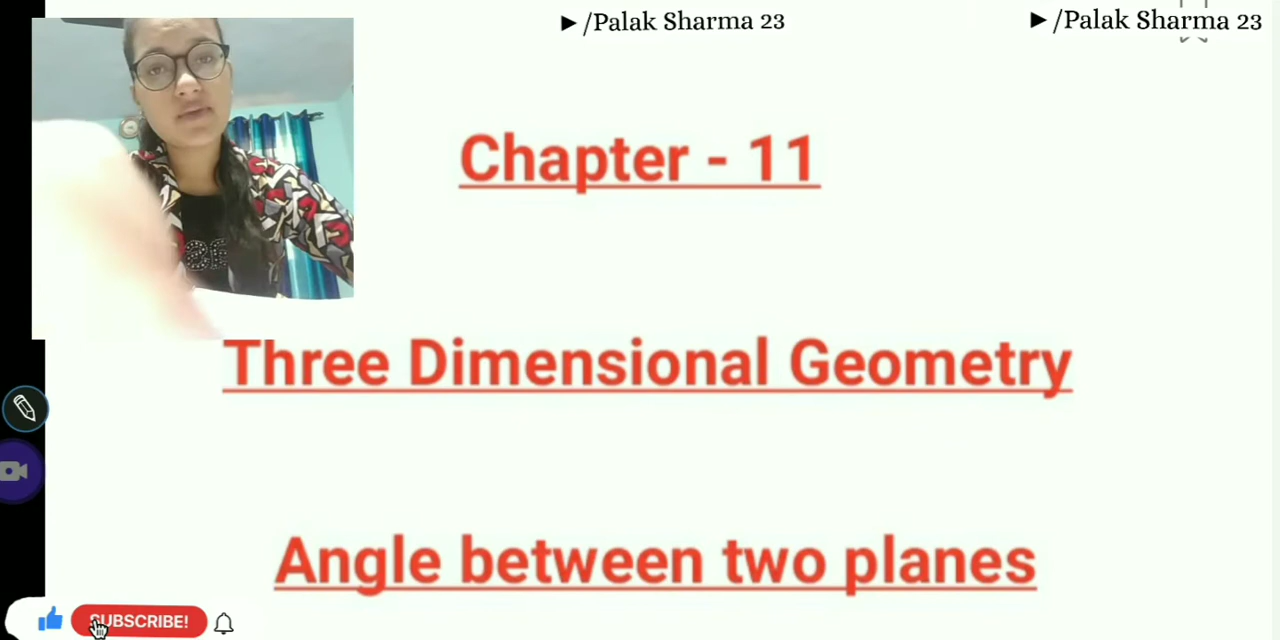 ▶/Palak Sharma 23
▶/Palak Sharma 23
Chapter - 11
Three Dimensional Geometry
Angle between two planes
SUBSCRIBE!